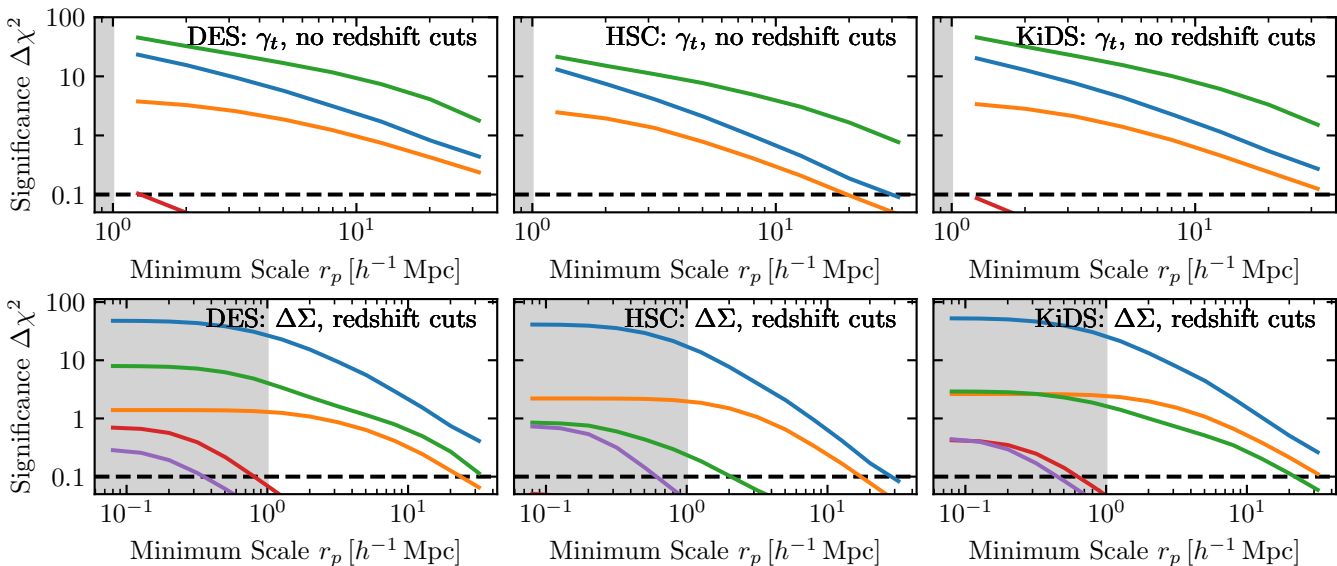 Significance Δχ²
100
10
1
0.1
DES: γₜ, no redshift cuts
10⁰ 10¹
Minimum Scale rₚ [h⁻¹ Mpc]
HSC: γₜ, no redshift cuts
10⁰ 10¹
Minimum Scale rₚ [h⁻¹ Mpc]
KiDS: γₜ, no redshift cuts
10⁰ 10¹
Minimum Scale rₚ [h⁻¹ Mpc]
Significance Δχ²
100
10
1
0.1
DES: ΔΣ, redshift cuts
10⁻¹ 10⁰ 10¹
Minimum Scale rₚ [h⁻¹ Mpc]
HSC: ΔΣ, redshift cuts
10⁻¹ 10⁰ 10¹
Minimum Scale rₚ [h⁻¹ Mpc]
KiDS: ΔΣ, redshift cuts
10⁻¹ 10⁰ 10¹
Minimum Scale rₚ [h⁻¹ Mpc]